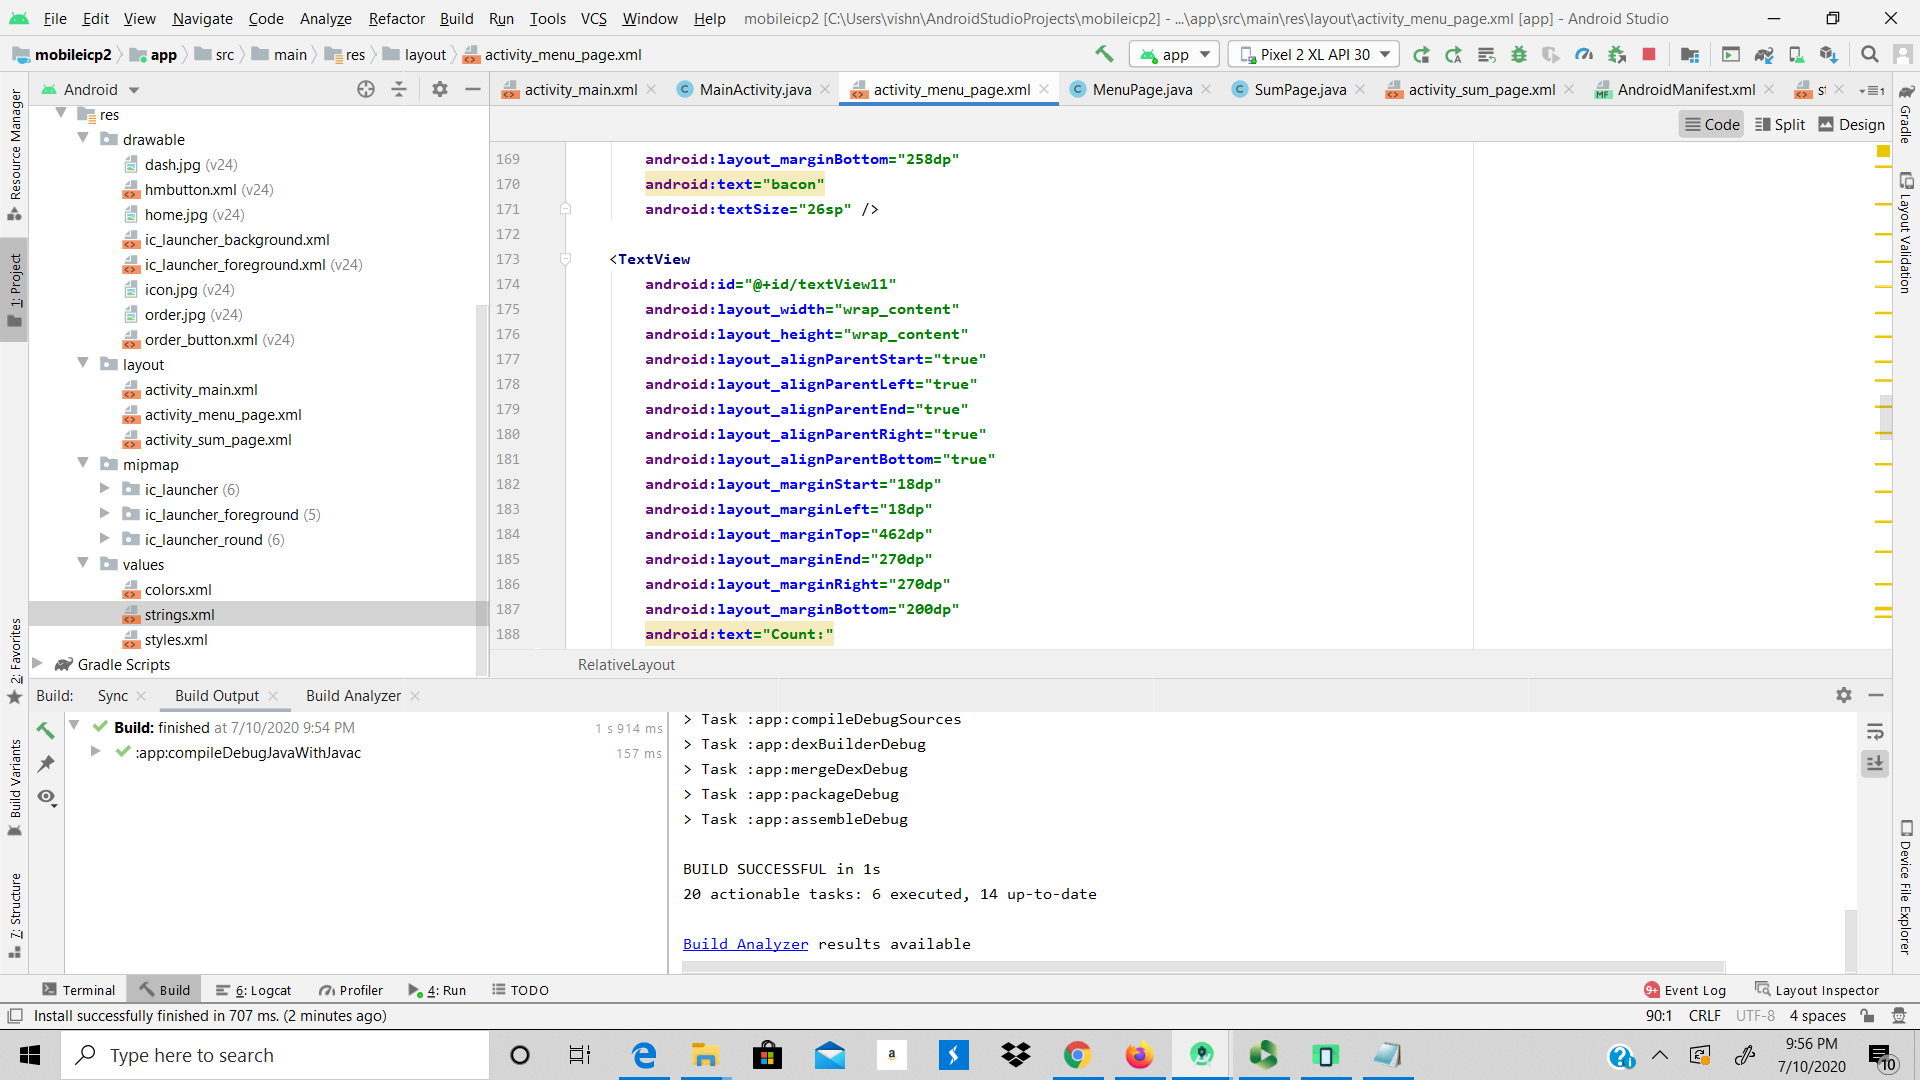 File Edit View Navigate Code Analyze Refactor Build Run Tools VCS Window Help mobileicp2 [C:\Users\vishn\AndroidStudioProjects\mobileicp2] - ...\app\src\main\res\layout\activity_menu_page.xml [app] - Android Studio
mobileicp2 app src main res layout activity_menu_page.xml app Pixel 2 XL API 30
Android
activity_main.xml MainActivity.java activity_menu_page.xml MenuPage.java SumPage.java activity_sum_page.xml AndroidManifest.xml
Code Split Design
res
drawable
dash.jpg (v24)
hmbutton.xml (v24)
home.jpg (v24)
ic_launcher_background.xml
ic_launcher_foreground.xml (v24)
icon.jpg (v24)
order.jpg (v24)
order_button.xml (v24)
layout
activity_main.xml
activity_menu_page.xml
activity_sum_page.xml
mipmap
ic_launcher (6)
ic_launcher_foreground (5)
ic_launcher_round (6)
values
colors.xml
strings.xml
styles.xml
Gradle Scripts
169 android:layout_marginBottom="258dp"
170 android:text="bacon"
171 android:textSize="26sp" />
172
173 <TextView
174 android:id="@+id/textView11"
175 android:layout_width="wrap_content"
176 android:layout_height="wrap_content"
177 android:layout_alignParentStart="true"
178 android:layout_alignParentLeft="true"
179 android:layout_alignParentEnd="true"
180 android:layout_alignParentRight="true"
181 android:layout_alignParentBottom="true"
182 android:layout_marginStart="18dp"
183 android:layout_marginLeft="18dp"
184 android:layout_marginTop="462dp"
185 android:layout_marginEnd="270dp"
186 android:layout_marginRight="270dp"
187 android:layout_marginBottom="200dp"
188 android:text="Count:"
RelativeLayout
Resource Manager
1: Project
2: Favorites
Build Variants
7: Structure
Gradle
Layout Validation
Device File Explorer
Build: Sync Build Output Build Analyzer
Build: finished at 7/10/2020 9:54 PM 1 s 914 ms
:app:compileDebugJavaWithJavac 157 ms
> Task :app:compileDebugSources
> Task :app:dexBuilderDebug
> Task :app:mergeDexDebug
> Task :app:packageDebug
> Task :app:assembleDebug
BUILD SUCCESSFUL in 1s
20 actionable tasks: 6 executed, 14 up-to-date
Build Analyzer results available
Terminal Build 6: Logcat Profiler 4: Run TODO 9+ Event Log Layout Inspector
Install successfully finished in 707 ms. (2 minutes ago) 90:1 CRLF UTF-8 4 spaces
Type here to search
9:56 PM
7/10/2020
10